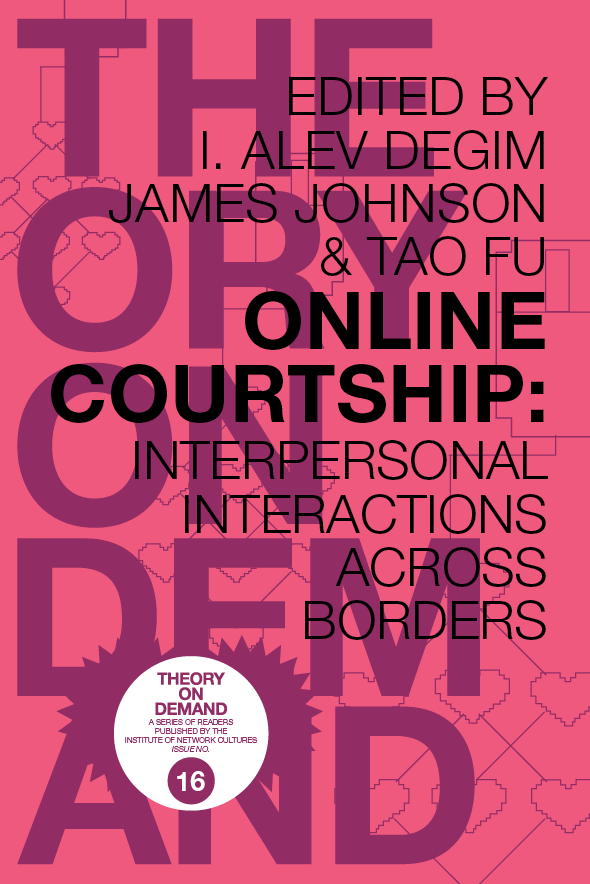 THE
ORY
ON
DEM
AND
EDITED BY
I. ALEV DEGIM
JAMES JOHNSON
& TAO FU
ONLINE
COURTSHIP:
INTERPERSONAL
INTERACTIONS
ACROSS
BORDERS
THEORY
ON
DEMAND
A SERIES OF READERS
PUBLISHED BY THE
INSTITUTE OF NETWORK CULTURES
ISSUE NO.
16